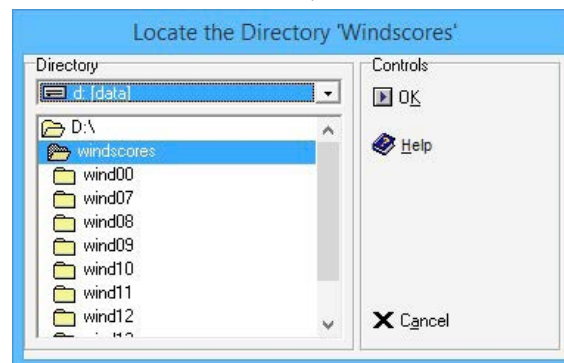 Locate the Directory 'Windscores'
Directory
d: [data]
D:\
windscores
wind00
wind07
wind08
wind09
wind10
wind11
wind12
Controls
OK
Help
Cancel